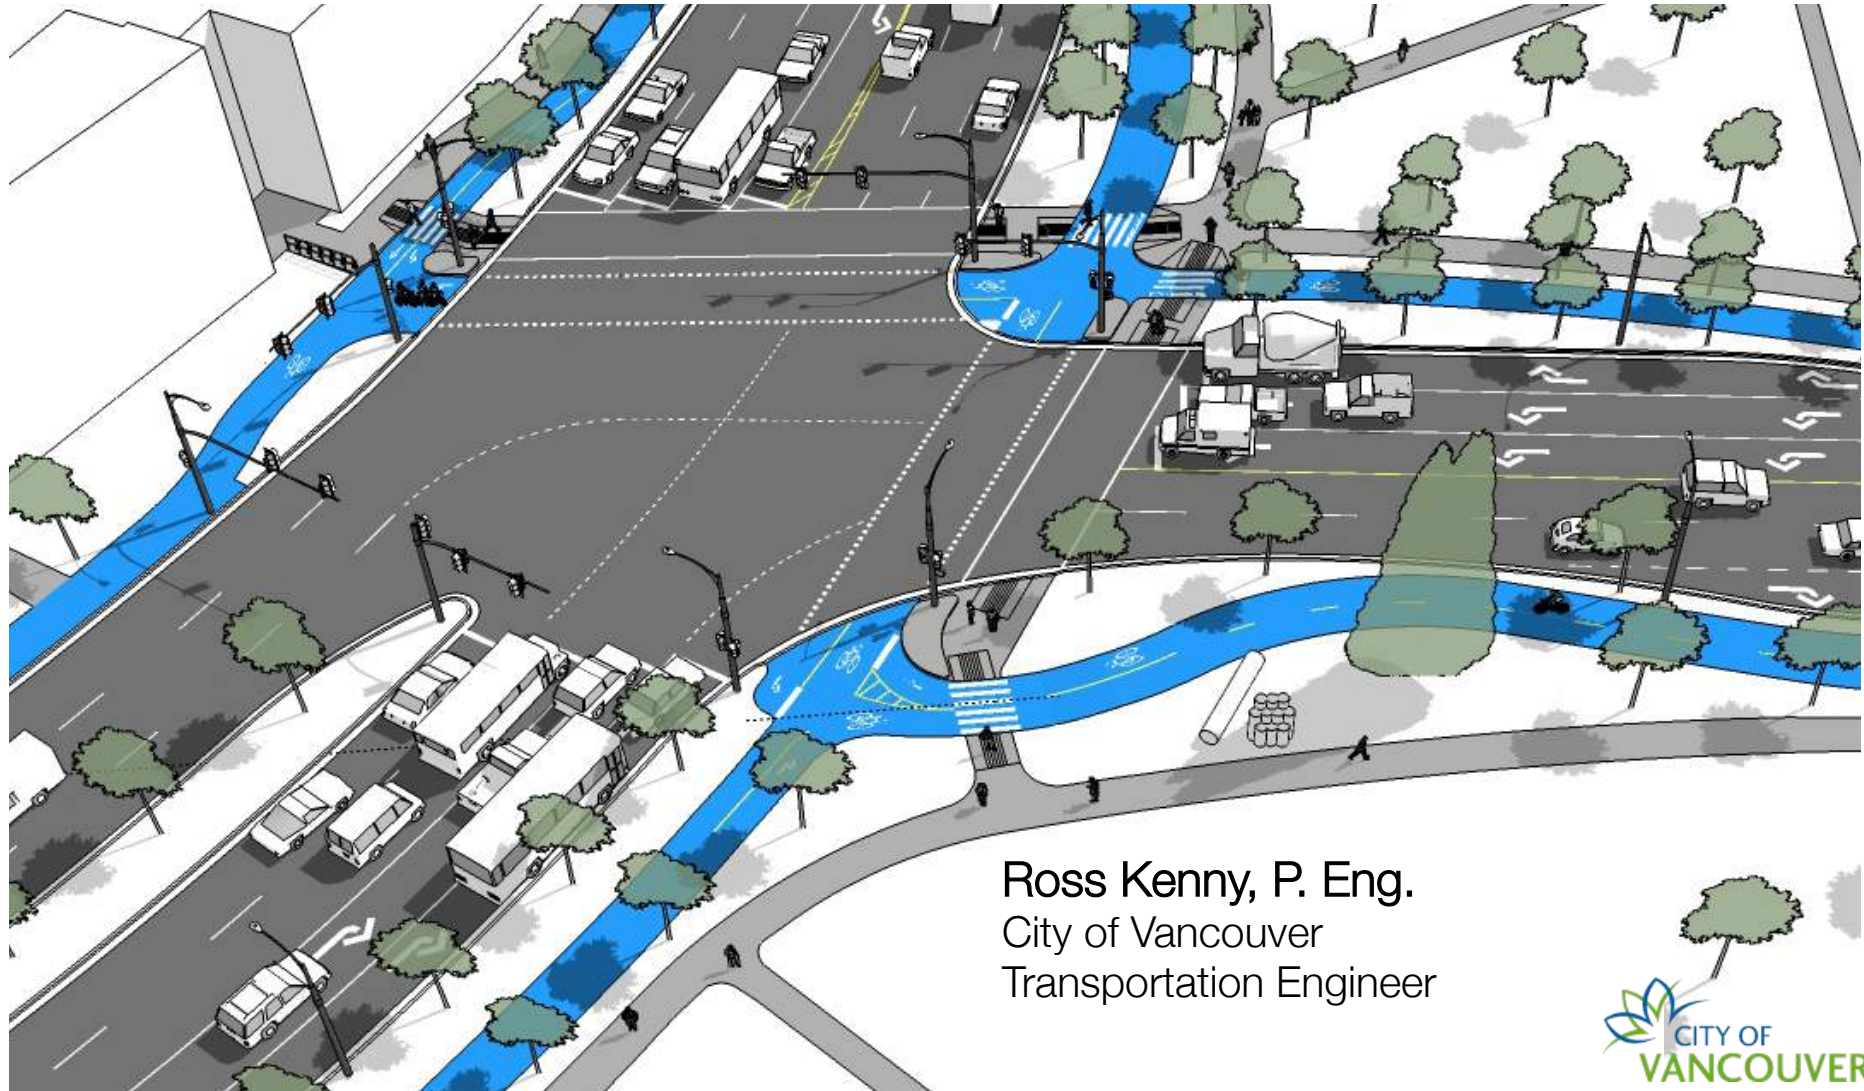 Ross Kenny, P. Eng.
City of Vancouver
Transportation Engineer
CITY OF
VANCOUVER